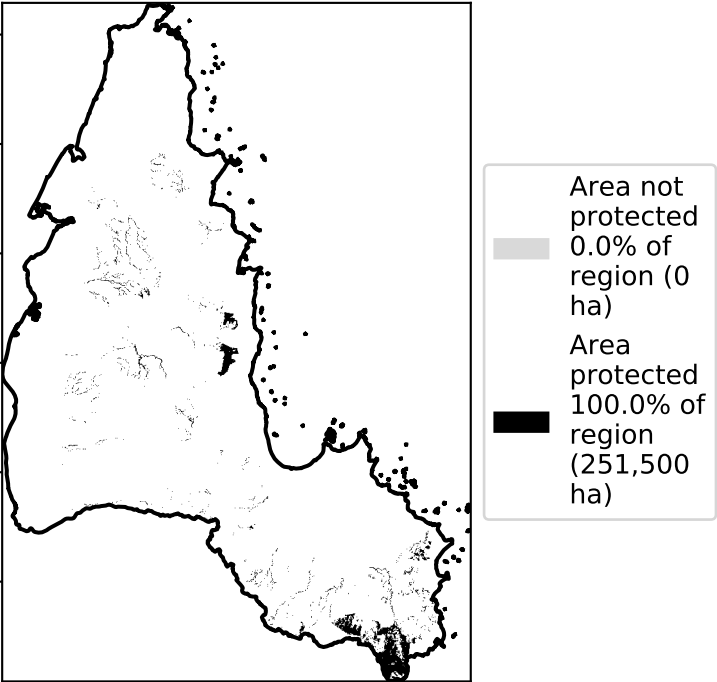 Area not
protected
0.0% of
region (0
ha)
Area
protected
100.0% of
region
(251,500
ha)